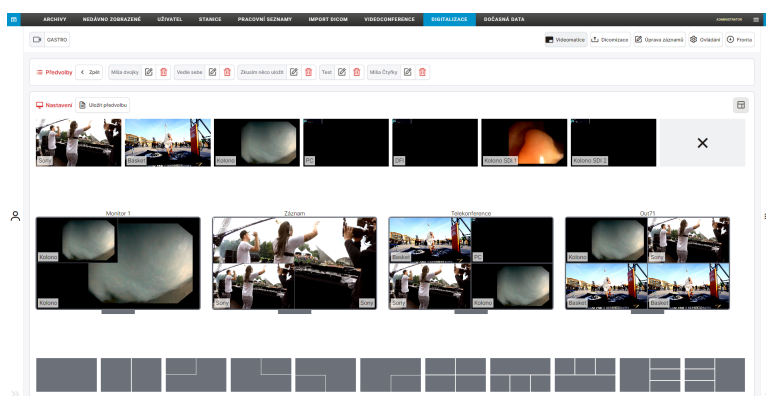 ARCHIVY NEDÁVNO ZOBRAZENÉ UŽIVATEL STANICE PRACOVNÍ SEZNAMY IMPORT DICOM VIDEOCONFERENCE DIGITALIZACE DOČASNÁ DATA ADMINISTRATOR
GASTRO Videomatice Dicomizace Oprava záznamů Ovládání Fronta
Předvolby Zpět Míša dvojky Vedle sebe Zkusím něco uložit Test Míša Čtyřky
Nastavení Uložit předvolbu
Sony Basket Kolono PC DFI Kolono SDI 1 Kolono SDI 2
Monitor 1 Záznam Telekonference Out71
Kolono Basket PC Kolono Sony
Kolono Sony Sony Sony Kolono Basket Basket